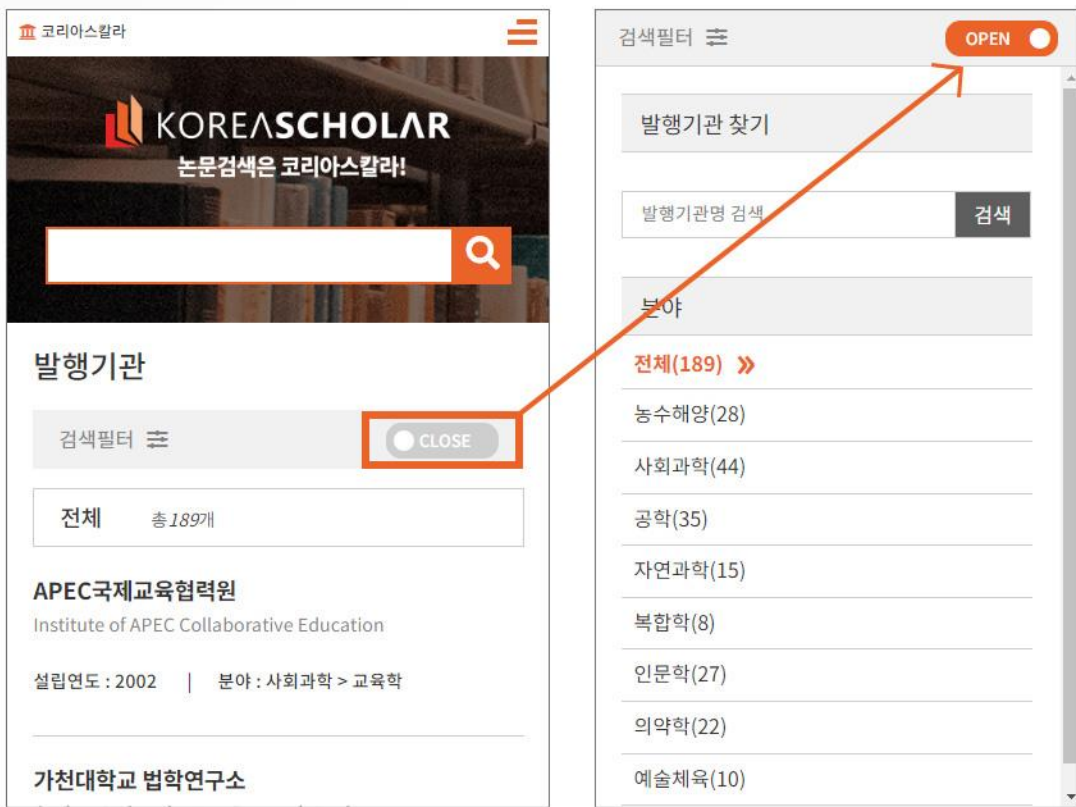 코리아스칼라
KOREASCHOLAR
논문검색은 코리아스칼라!
발행기관
검색필터
CLOSE
전체 총189개
APEC국제교육협력원
Institute of APEC Collaborative Education
설립연도 : 2002 | 분야 : 사회과학 > 교육학
가천대학교 법학연구소
검색필터
OPEN
발행기관 찾기
발행기관명 검색
검색
분야
전체(189) »
농수해양(28)
사회과학(44)
공학(35)
자연과학(15)
복합학(8)
인문학(27)
의약학(22)
예술체육(10)